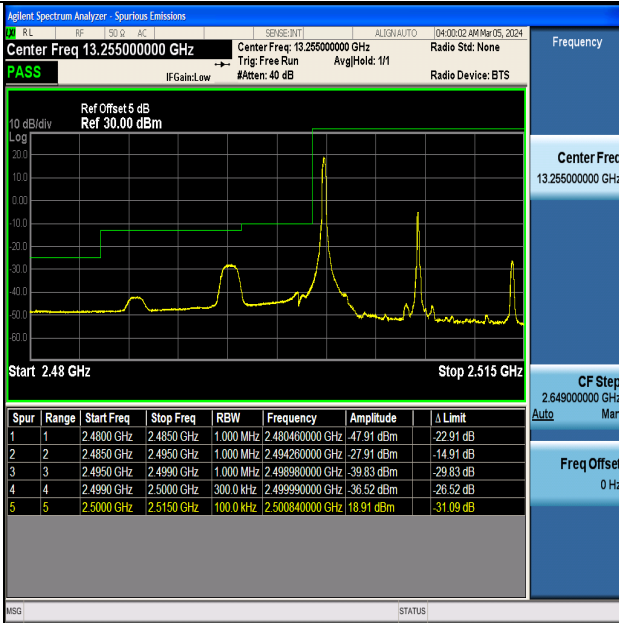 Agilent Spectrum Analyzer - Spurious Emissions
LXI RL RF 50 Ω AC SENSE:INT ALIGN AUTO 04:00:02 AM Mar 05, 2024
Center Freq 13.255000000 GHz
Center Freq: 13.255000000 GHz
Radio Std: None
Trig: Free Run Avg|Hold: 1/1
PASS
IFGain:Low
#Atten: 40 dB
Radio Device: BTS
Frequency
Ref Offset 5 dB
10 dB/div Ref 30.00 dBm
Log
20.0
10.0
0.00
-10.0
-20.0
-30.0
-40.0
-50.0
-60.0
Start 2.48 GHz Stop 2.515 GHz
Center Freq
13.255000000 GHz
CF Step
2.649000000 GHz
Auto Man
Freq Offset
0 Hz
Spur Range Start Freq Stop Freq RBW Frequency Amplitude Δ Limit
1 1 2.4800 GHz 2.4850 GHz 1.000 MHz 2.480460000 GHz -47.91 dBm -22.91 dB
2 2 2.4850 GHz 2.4950 GHz 1.000 MHz 2.494260000 GHz -27.91 dBm -14.91 dB
3 3 2.4950 GHz 2.4990 GHz 1.000 MHz 2.498980000 GHz -39.83 dBm -29.83 dB
4 4 2.4990 GHz 2.5000 GHz 300.0 kHz 2.499990000 GHz -36.52 dBm -26.52 dB
5 5 2.5000 GHz 2.5150 GHz 100.0 kHz 2.500840000 GHz 18.91 dBm -31.09 dB
MSG STATUS